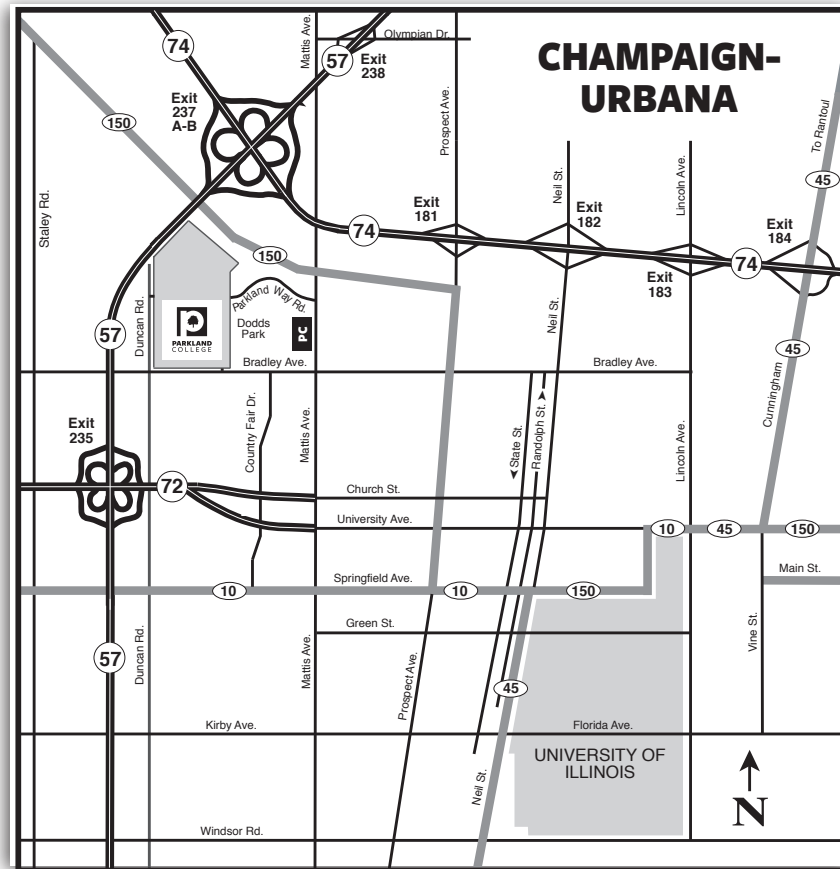 CHAMPAIGN-
URBANA
Mattis Ave.
Olympian Dr.
74
57
Exit
238
Exit
237
A-B
150
Prospect Ave.
To Rantoul
45
Staley Rd.
Neil St.
Lincoln Ave.
Exit
181
Exit
182
Exit
184
74
74
Exit
183
150
Parkland Way Rd.
Duncan Rd.
PARKLAND
COLLEGE
Dodds
Park
PC
57
Neil St.
45
Bradley Ave.
Bradley Ave.
Cunningham
Exit
235
Country Fair Dr.
Mattis Ave.
State St.
Randolph St.
Lincoln Ave.
72
Church St.
University Ave.
10
45
150
Springfield Ave.
10
10
150
Main St.
Green St.
Vine St.
57
Duncan Rd.
Mattis Ave.
Prospect Ave.
45
Kirby Ave.
Florida Ave.
UNIVERSITY OF
ILLINOIS
Neil St.
N
Windsor Rd.